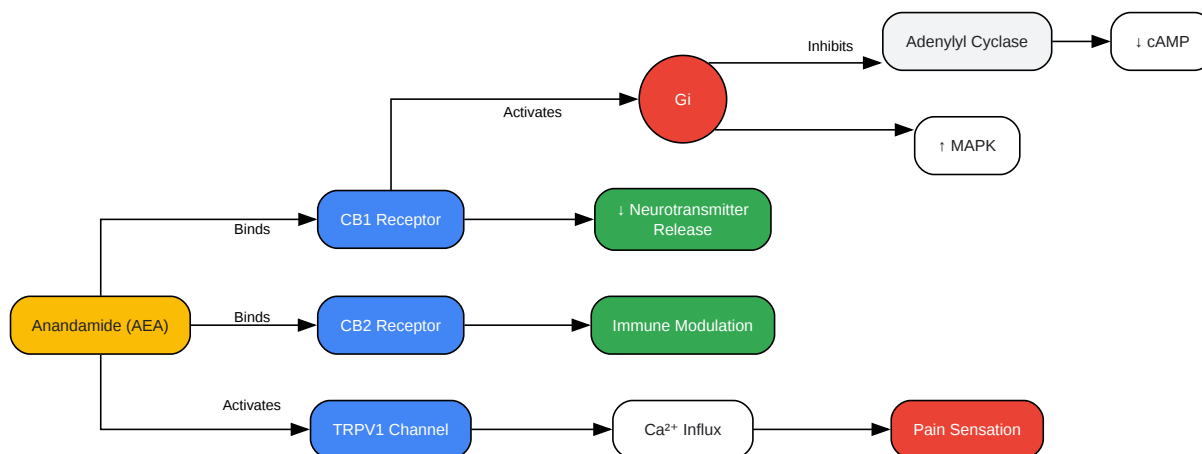 Inhibits
Adenylyl Cyclase
↓ cAMP
Gi
Activates
↑ MAPK
CB1 Receptor
Binds
↓ Neurotransmitter
Release
Anandamide (AEA)
Binds
CB2 Receptor
Immune Modulation
Activates
TRPV1 Channel
Ca²⁺ Influx
Pain Sensation